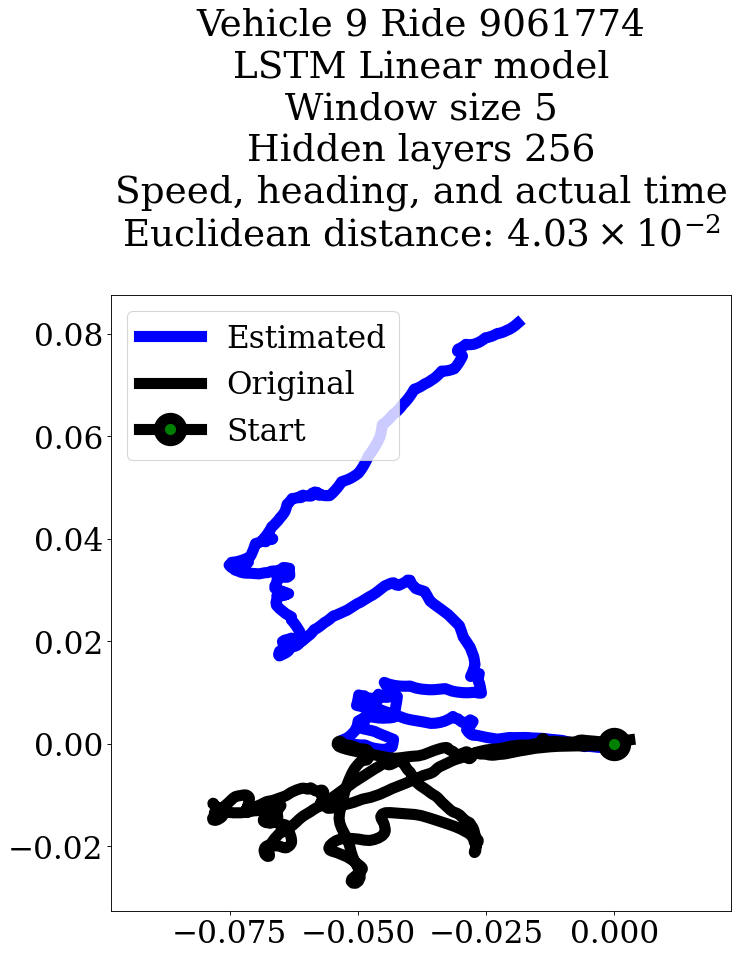 Vehicle 9 Ride 9061774
LSTM Linear model
Window size 5
Hidden layers 256
Speed, heading, and actual time
Euclidean distance: 4.03 × 10⁻²
Estimated
Original
Start
0.08
0.06
0.04
0.02
0.00
−0.02
−0.075 −0.050 −0.025 0.000